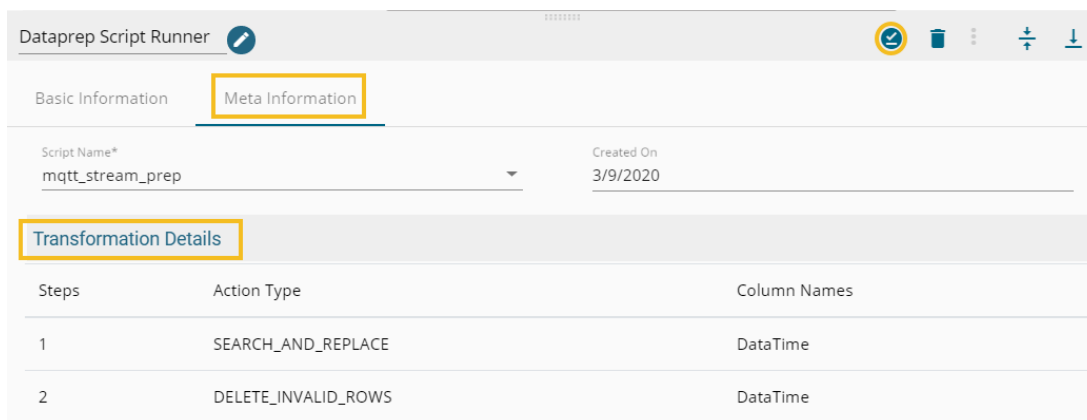 Dataprep Script Runner
Basic Information Meta Information
Script Name* Created On
mqtt_stream_prep 3/9/2020
Transformation Details
Steps Action Type Column Names
1 SEARCH_AND_REPLACE DataTime
2 DELETE_INVALID_ROWS DataTime